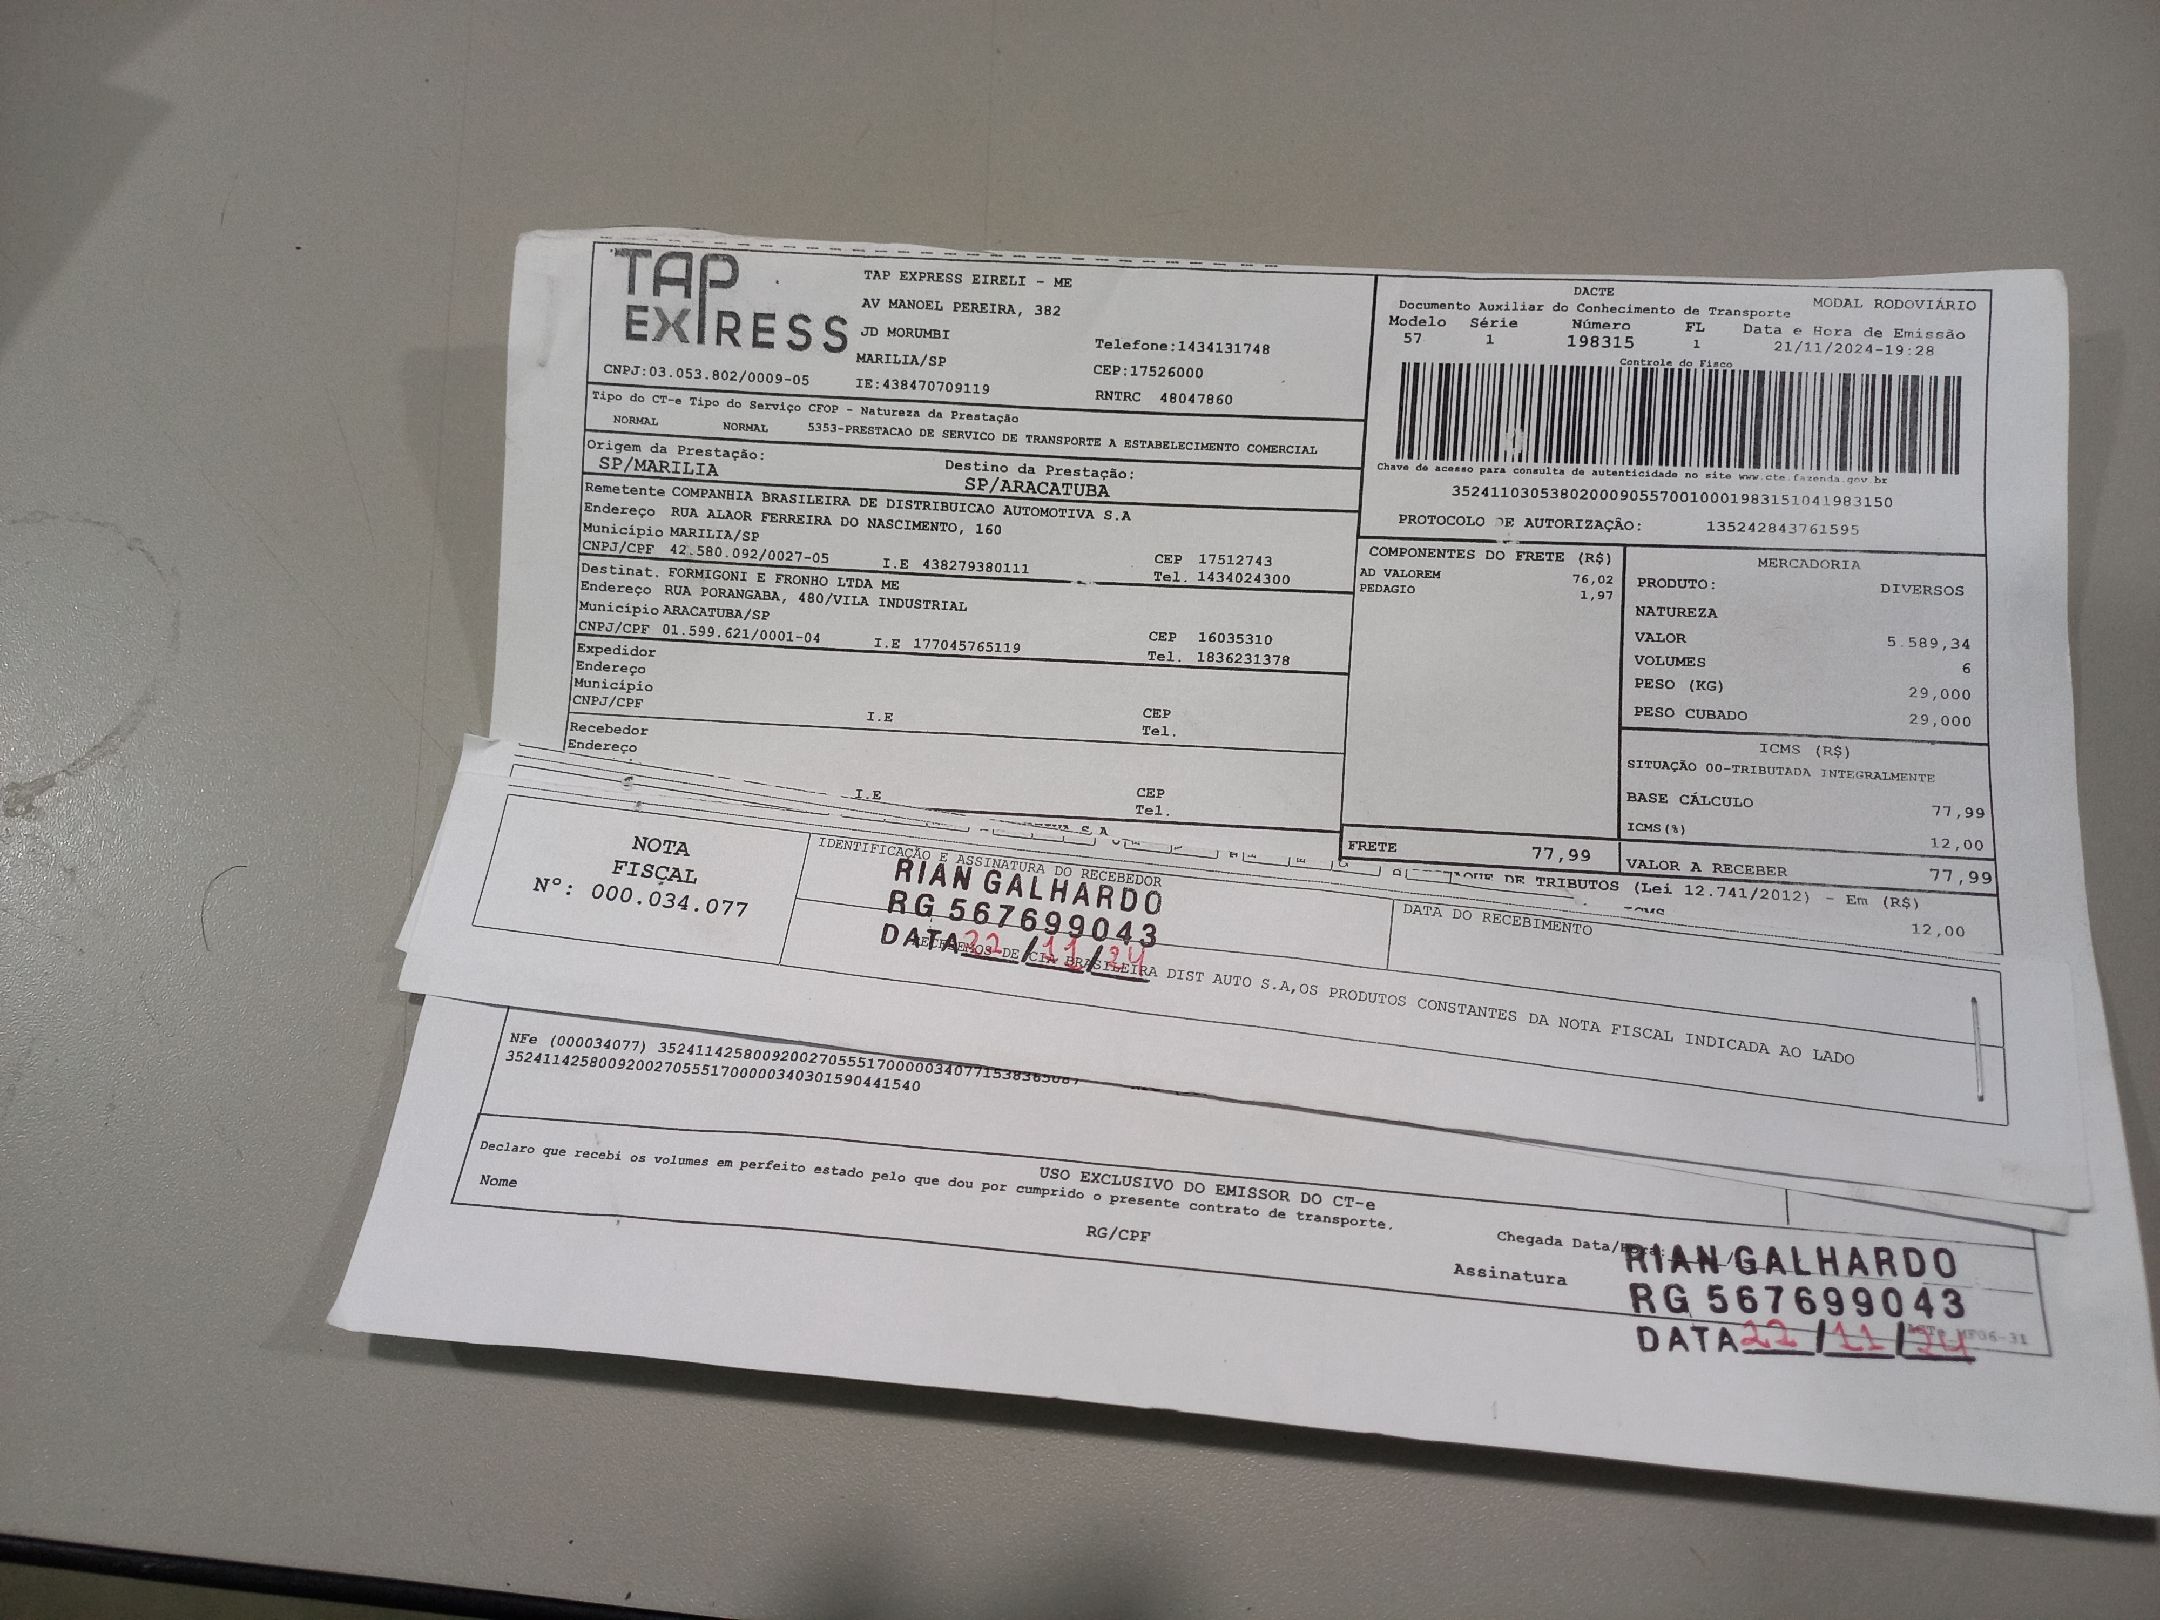 TAP
EXPRESS
TAP EXPRESS EIRELI - ME
AV MANOEL PEREIRA, 382
JD MORUMBI
Telefone:1434131748
MARILIA/SP
CEP:17526000
CNPJ:03.053.802/0009-05
IE:438470709119
RNTRC 48047860
DACTE
MODAL RODOVIÁRIO
Documento Auxiliar do Conhecimento de Transporte
Modelo Série Número FL Data e Hora de Emissão
57 1 198315 1 21/11/2024-19:28
Controle do Fisco
Chave de acesso para consulta de autenticidade no site www.cte.fazenda.gov.br
35241103053802000905570010001983151041983150
PROTOCOLO DE AUTORIZAÇÃO: 135242843761595
Tipo do CT-e Tipo do Serviço CFOP - Natureza da Prestação
NORMAL NORMAL 5353-PRESTACAO DE SERVICO DE TRANSPORTE A ESTABELECIMENTO COMERCIAL
Origem da Prestação: Destino da Prestação:
SP/MARILIA SP/ARACATUBA
Remetente COMPANHIA BRASILEIRA DE DISTRIBUICAO AUTOMOTIVA S.A
Endereço RUA ALAOR FERREIRA DO NASCIMENTO, 160
Município MARILIA/SP CEP 17512743
CNPJ/CPF 42.580.092/0027-05 I.E 438279380111 Tel. 1434024300
Destinat. FORMIGONI E FRONHO LTDA ME
Endereço RUA PORANGABA, 480/VILA INDUSTRIAL
Município ARACATUBA/SP CEP 16035310
CNPJ/CPF 01.599.621/0001-04 I.E 177045765119 Tel. 1836231378
Expedidor
Endereço
Município CEP
CNPJ/CPF I.E Tel.
Recebedor
Endereço
CEP
I.E Tel.
COMPONENTES DO FRETE (R$)
AD VALOREM 76,02
PEDAGIO 1,97
FRETE 77,99
MERCADORIA
PRODUTO: DIVERSOS
NATUREZA
VALOR 5.589,34
VOLUMES 6
PESO (KG) 29,000
PESO CUBADO 29,000
ICMS (R$)
SITUAÇÃO 00-TRIBUTADA INTEGRALMENTE
BASE CÁLCULO 77,99
ICMS(%) 12,00
VALOR A RECEBER 77,99
DE TRIBUTOS (Lei 12.741/2012) - Em (R$)
12,00
NOTA
FISCAL
Nº: 000.034.077
IDENTIFICAÇÃO E ASSINATURA DO RECEBEDOR
RIAN GALHARDO
RG 567699043
DATA 22/11/24
DATA DO RECEBIMENTO
RECEBEMOS DE CIA BRASILEIRA DIST AUTO S.A,OS PRODUTOS CONSTANTES DA NOTA FISCAL INDICADA AO LADO
NFe (000034077)
35241142580092002705551700000340301590441540
USO EXCLUSIVO DO EMISSOR DO CT-e
Declaro que recebi os volumes em perfeito estado pelo que dou por cumprido o presente contrato de transporte.
Nome
RG/CPF
Chegada Data/Hora:
Assinatura
RIAN GALHARDO
RG 567699043
DATA 22/11/24